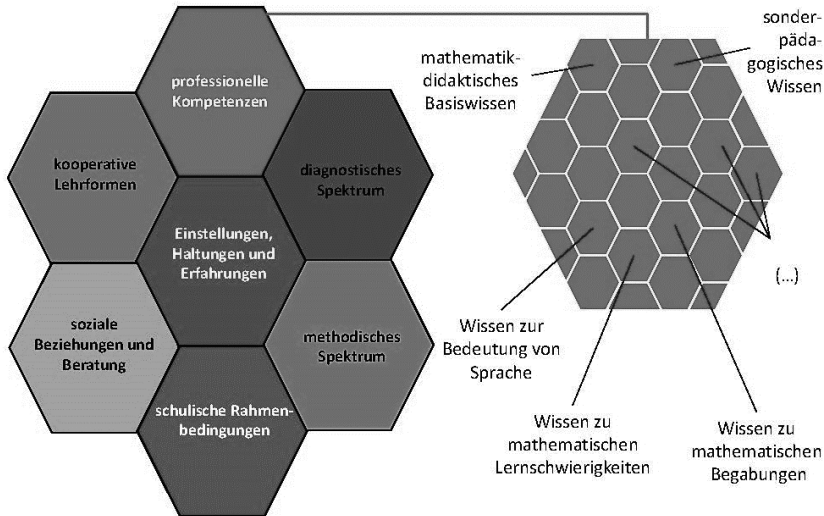 professionelle
Kompetenzen
kooperative
Lehrformen
diagnostisches
Spektrum
Einstellungen,
Haltungen und
Erfahrungen
soziale
Beziehungen und
Beratung
methodisches
Spektrum
schulische Rahmen-
bedingungen
mathematik-
didaktisches
Basiswissen
sonder-
päda-
gogisches
Wissen
(...)
Wissen zur
Bedeutung von
Sprache
Wissen zu
mathematischen
Lernschwierigkeiten
Wissen zu
mathematischen
Begabungen